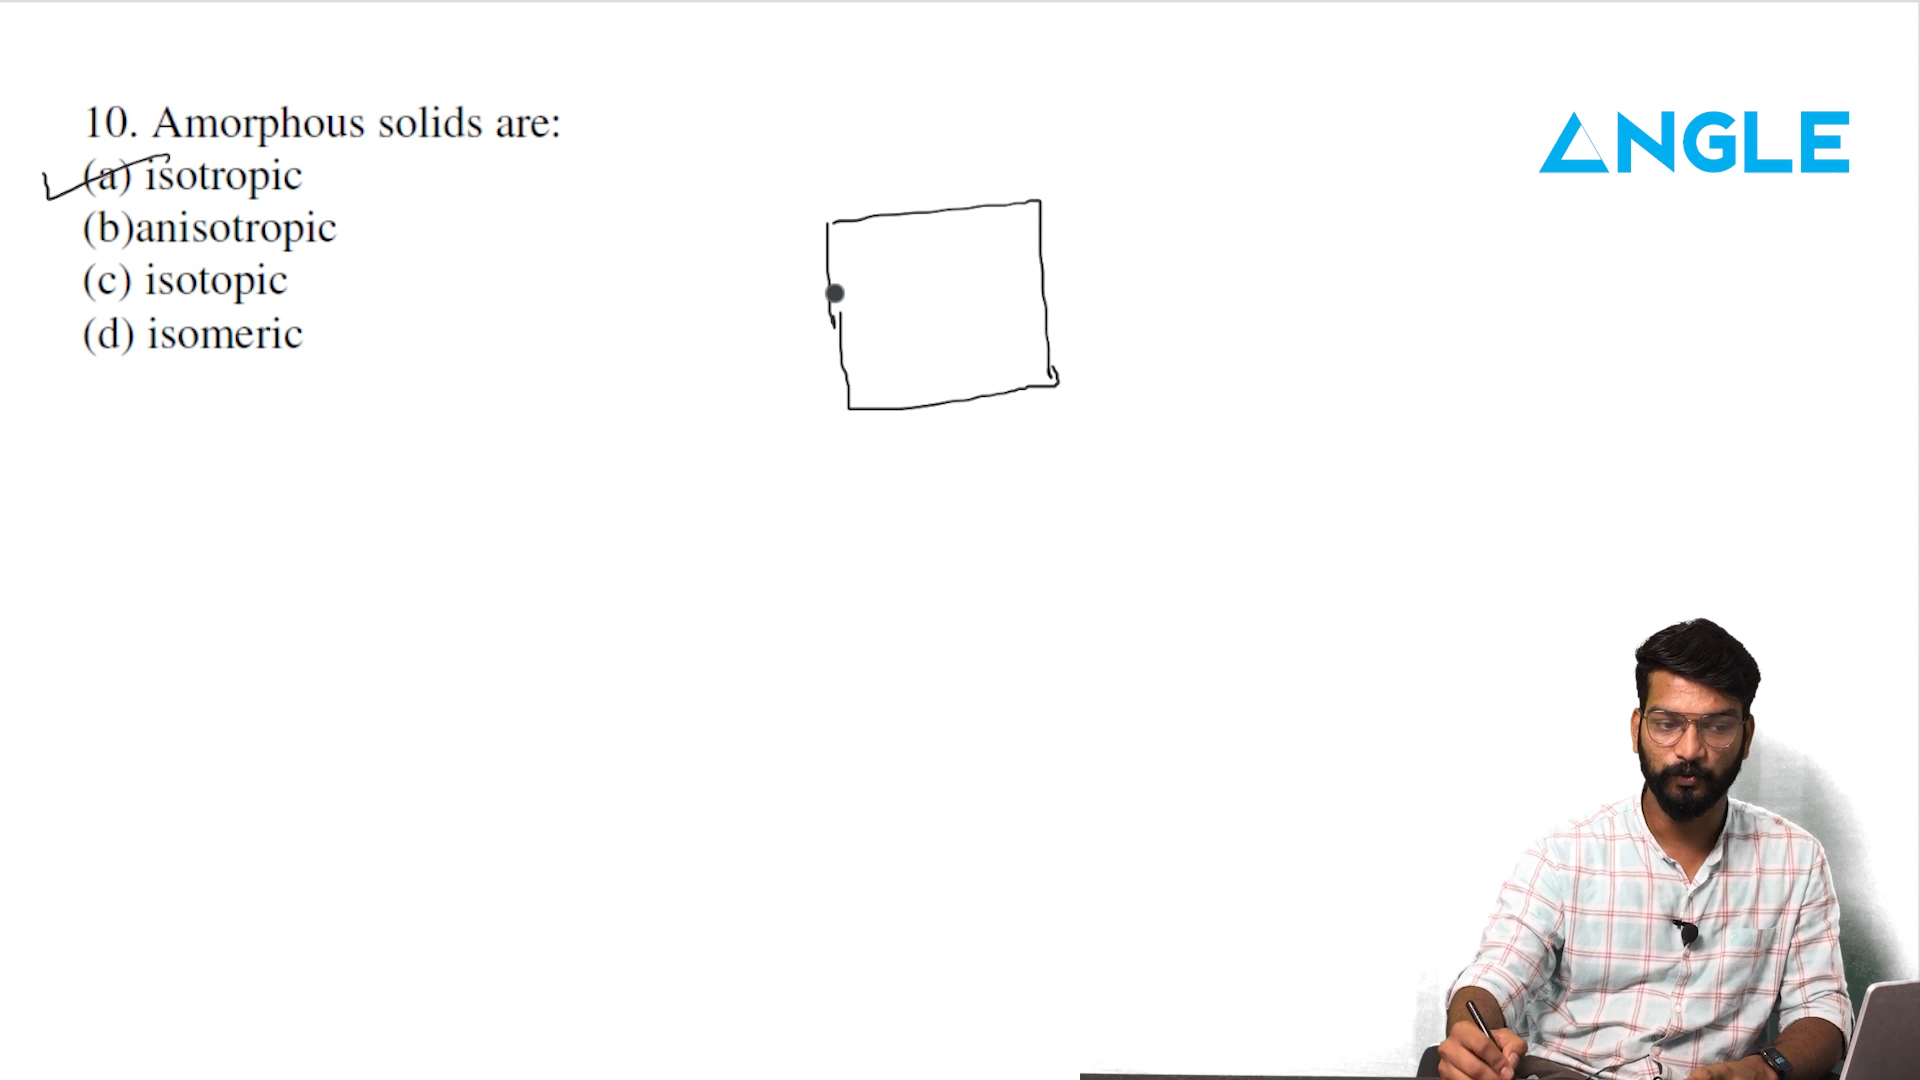 10. Amorphous solids are:
(a) isotropic
(b)anisotropic
(c) isotopic
(d) isomeric
ANGLE